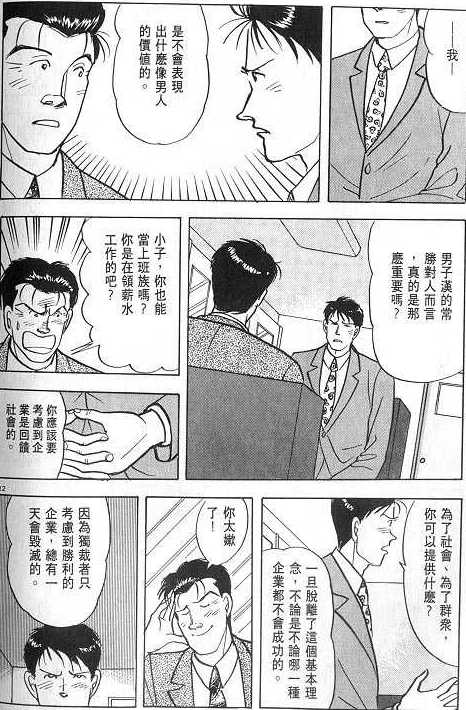 ——我—
是不會表現
出什麼像男人
的價值的。
男子漢的常
勝對人而言
，真的是那
麼重要嗎？
小子，你也能
當上班族嗎？
你是在領薪水
工作的吧？
你應該要
考慮到企
業是回饋
社會的。
為了社會、為了群眾，
你可以提供什麼？
一旦脫離了這個基本理
念，不論是不論哪一種
企業都不會成功的。
你太嫩
了！
因為獨裁者只
考慮到勝利的
企業，總有一
天會毀滅的。